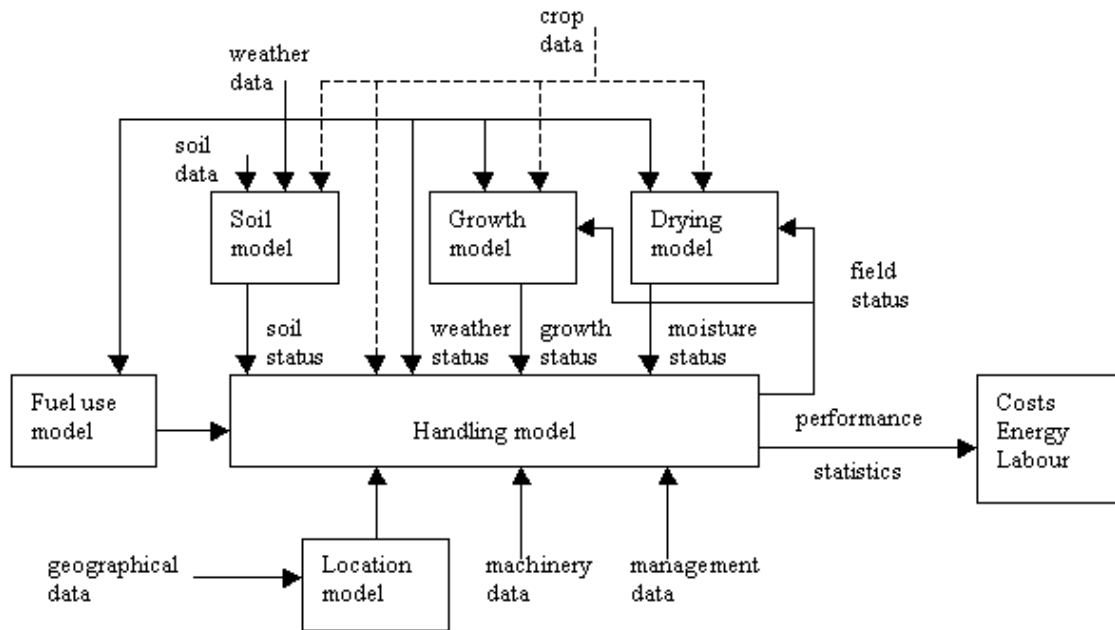 crop
data
weather
data
soil
data
Soil
model
Growth
model
Drying
model
field
status
soil
status
weather
status
growth
status
moisture
status
Fuel use
model
Handling model
performance
statistics
Costs
Energy
Labour
geographical
data
Location
model
machinery
data
management
data